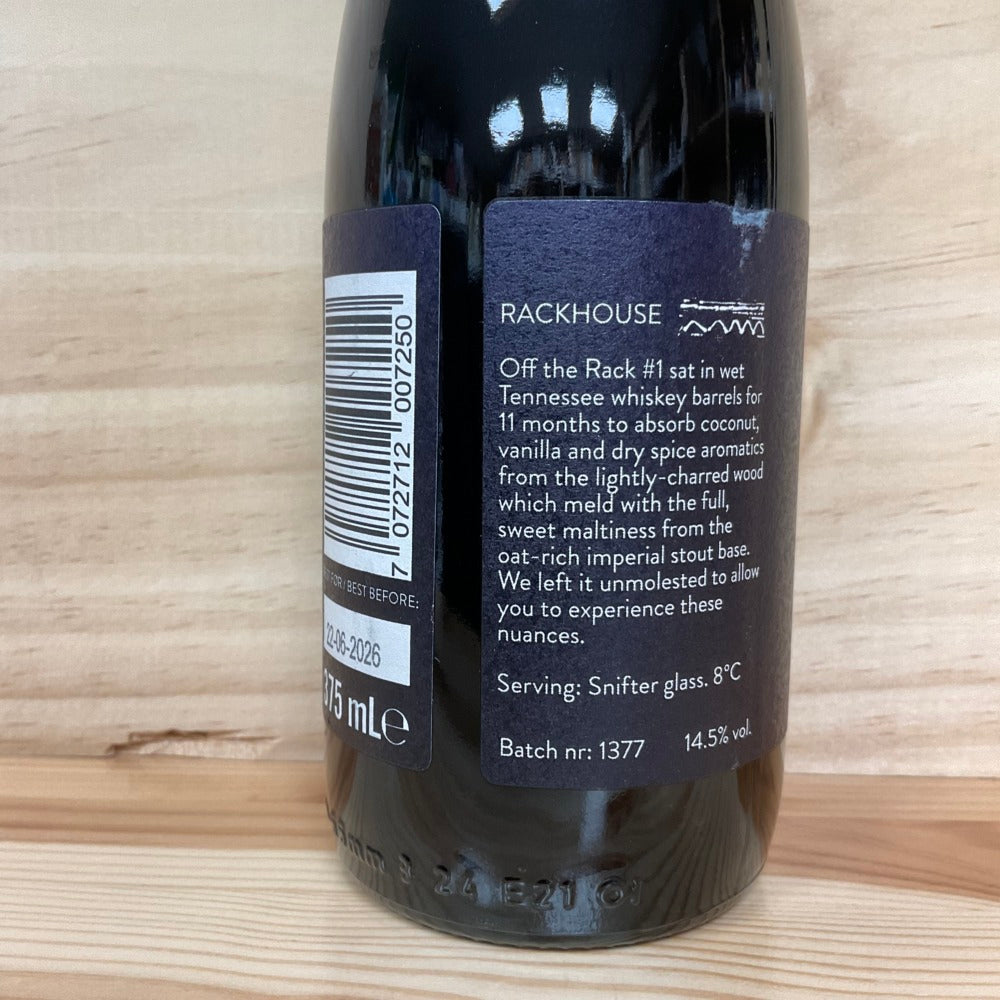 7 072712 007250
BEST BEFORE:
22-06-2026
375 mL e
RACKHOUSE
Off the Rack #1 sat in wet
Tennessee whiskey barrels for
11 months to absorb coconut,
vanilla and dry spice aromatics
from the lightly-charred wood
which meld with the full,
sweet maltiness from the
oat-rich imperial stout base.
We left it unmolested to allow
you to experience these
nuances.
Serving: Snifter glass. 8°C
Batch nr: 1377 14.5% vol.
24 E21